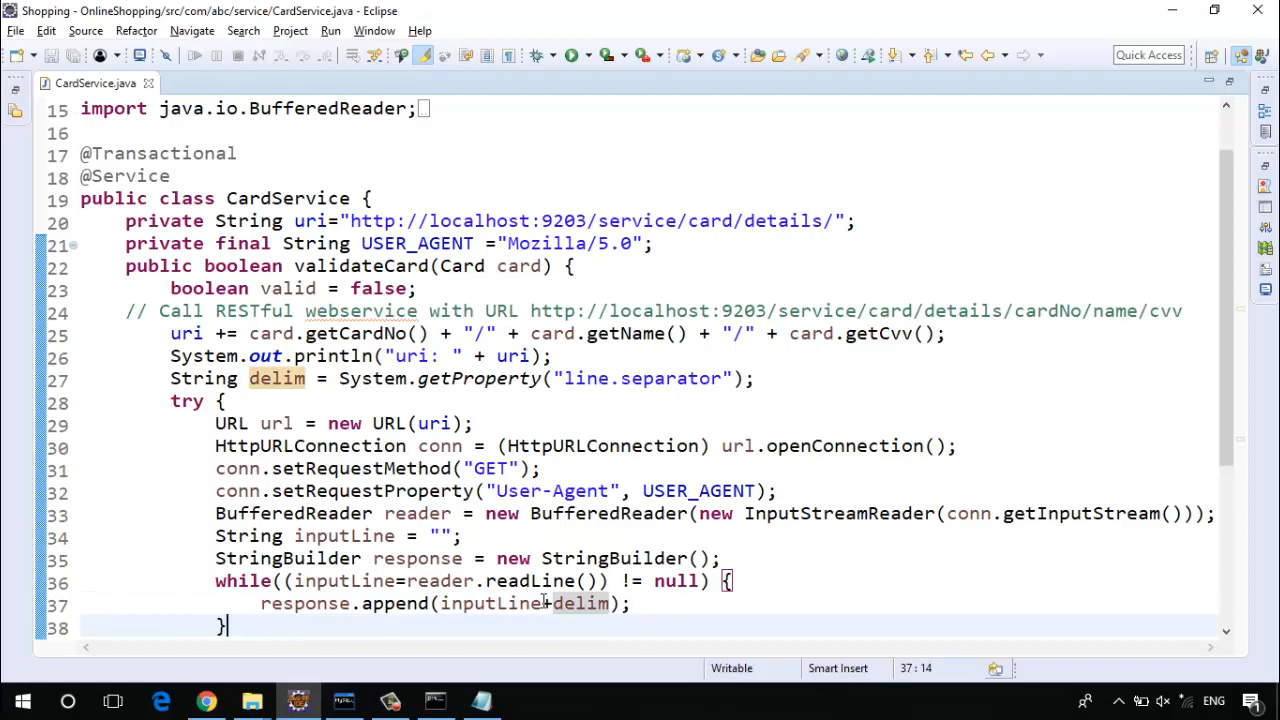 Shopping - OnlineShopping/src/com/abc/service/CardService.java - Eclipse
File Edit Source Refactor Navigate Search Project Run Window Help
Quick Access
CardService.java
15 import java.io.BufferedReader;
16
17 @Transactional
18 @Service
19 public class CardService {
20 private String uri="http://localhost:9203/service/card/details/";
21 private final String USER_AGENT ="Mozilla/5.0";
22 public boolean validateCard(Card card) {
23 boolean valid = false;
24 // Call RESTful webservice with URL http://localhost:9203/service/card/details/cardNo/name/cvv
25 uri += card.getCardNo() + "/" + card.getName() + "/" + card.getCvv();
26 System.out.println("uri: " + uri);
27 String delim = System.getProperty("line.separator");
28 try {
29 URL url = new URL(uri);
30 HttpURLConnection conn = (HttpURLConnection) url.openConnection();
31 conn.setRequestMethod("GET");
32 conn.setRequestProperty("User-Agent", USER_AGENT);
33 BufferedReader reader = new BufferedReader(new InputStreamReader(conn.getInputStream()));
34 String inputLine = "";
35 StringBuilder response = new StringBuilder();
36 while((inputLine=reader.readLine()) != null) {
37 response.append(inputLine+delim);
38 }
Writable Smart Insert 37 : 14
ENG 1